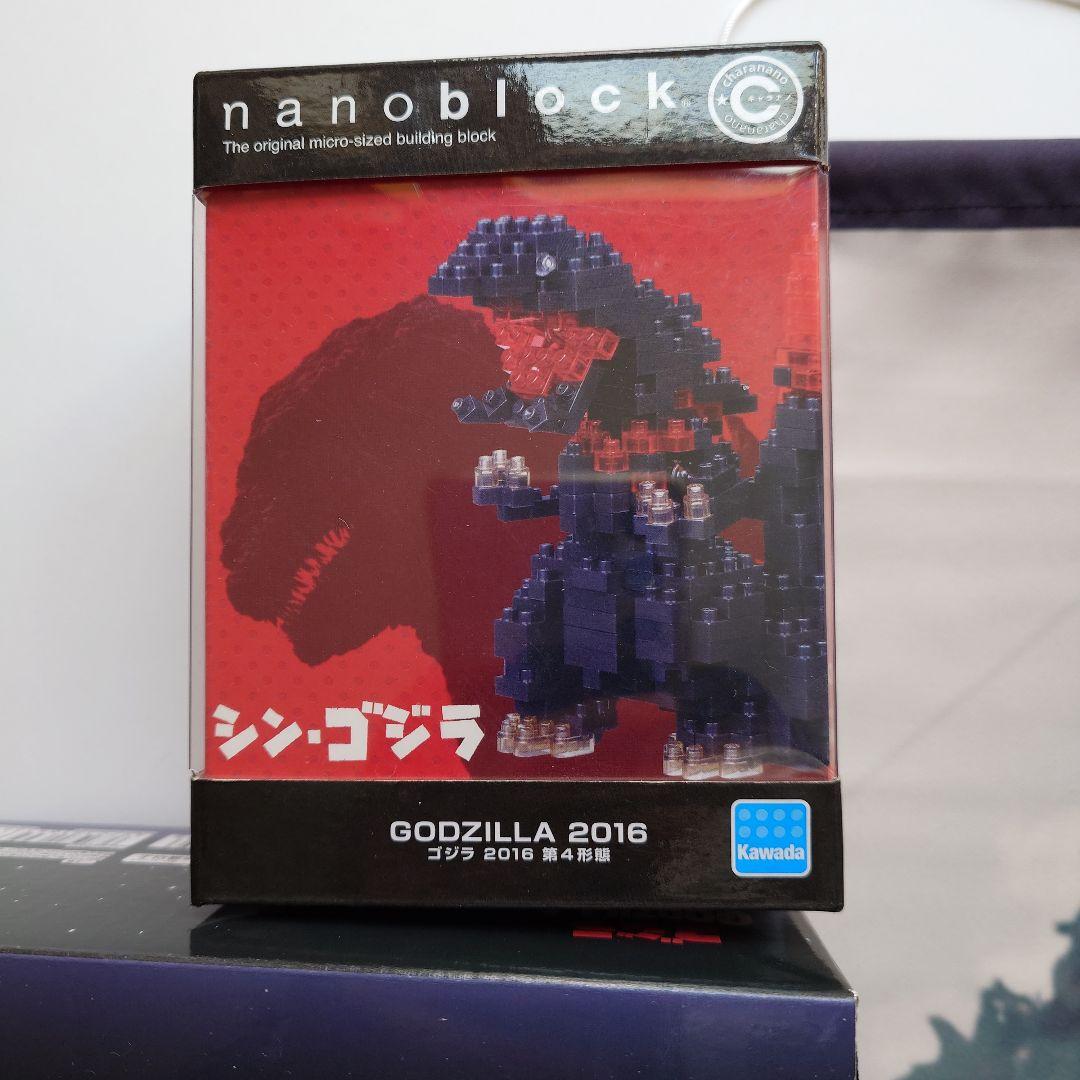 nanoblock®
The original micro-sized building block
charanano
C
★キャラナノ
charanano
シン・ゴジラ
GODZILLA 2016
ゴジラ 2016 第4形態
Kawada